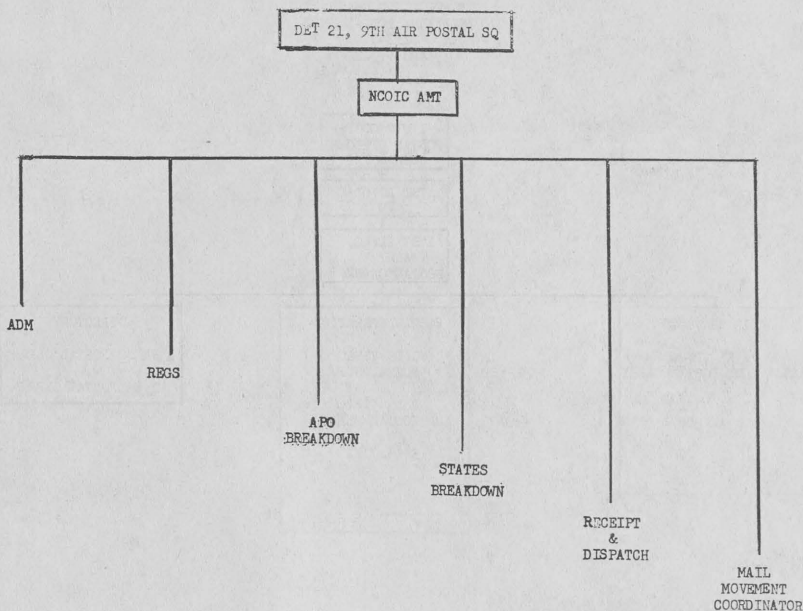 DET 21, 9TH AIR POSTAL SQ
NCOIC AMT
ADM
REGS
APO
BREAKDOWN
STATES
BREAKDOWN
RECEIPT
&
DISPATCH
MAIL
MOVEMENT
COORDINATOR